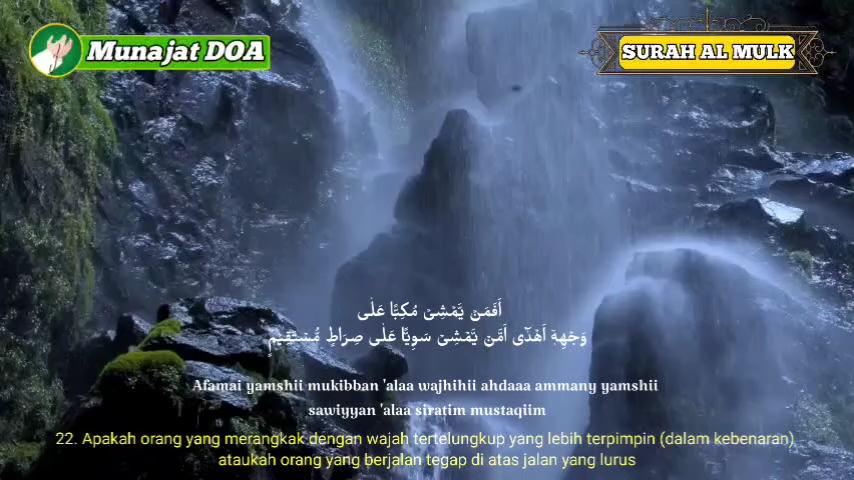 Munajat DOA
SURAH AL MULK
أَفَمَنۡ يَّمۡشِىۡ مُكِبًّا عَلٰى
وَجۡهِهٖۤ اَهۡدٰٓى اَمَّنۡ يَّمۡشِىۡ سَوِيًّا عَلٰى صِرَاطٍ مُّسۡتَقِيۡمٍ
Afamai yamshii mukibban 'alaa wajhihii ahdaaa ammany yamshii
sawiyyan 'alaa siratim mustaqiim
22. Apakah orang yang merangkak dengan wajah tertelungkup yang lebih terpimpin (dalam kebenaran)
ataukah orang yang berjalan tegap di atas jalan yang lurus